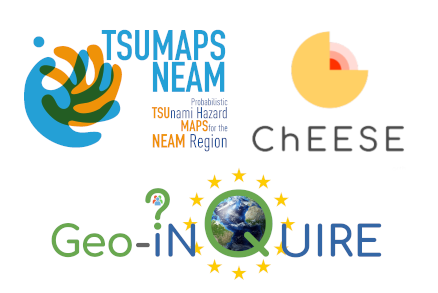 TSUMAPS
NEAM
Probabilistic
TSUnami Hazard
MAPS for the
NEAM Region
ChEESE
Geo-iNQUIRE